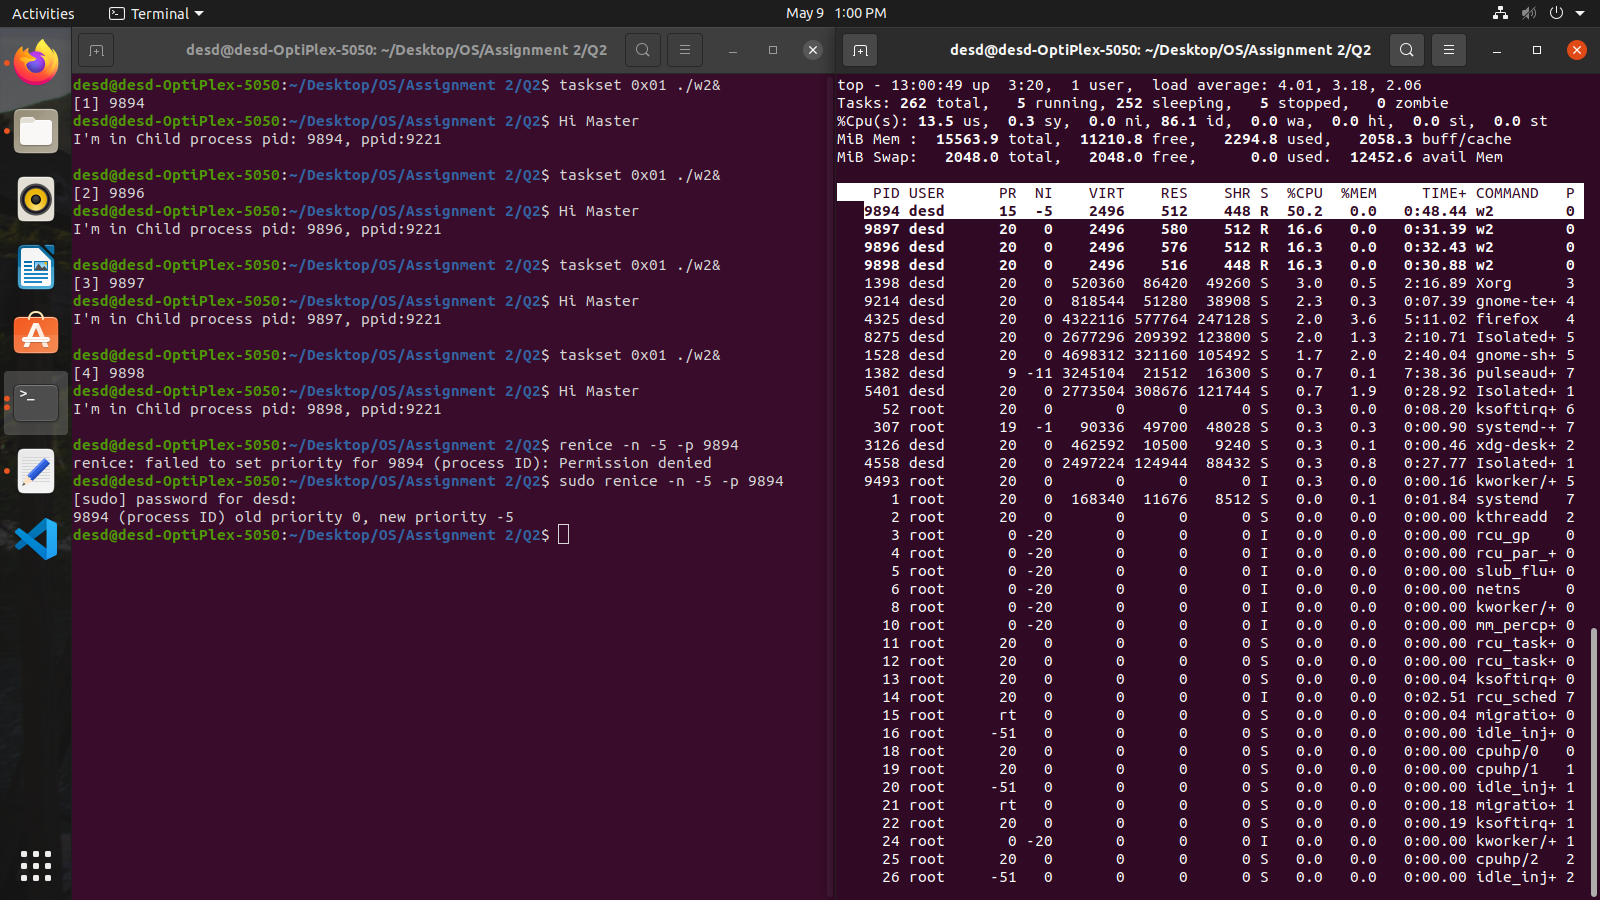 Activities Terminal May 9 1:00 PM
desd@desd-OptiPlex-5050: ~/Desktop/OS/Assignment 2/Q2
desd@desd-OptiPlex-5050:~/Desktop/OS/Assignment 2/Q2$ taskset 0x01 ./w2&
[1] 9894
desd@desd-OptiPlex-5050:~/Desktop/OS/Assignment 2/Q2$ Hi Master
I'm in Child process pid: 9894, ppid:9221
desd@desd-OptiPlex-5050:~/Desktop/OS/Assignment 2/Q2$ taskset 0x01 ./w2&
[2] 9896
desd@desd-OptiPlex-5050:~/Desktop/OS/Assignment 2/Q2$ Hi Master
I'm in Child process pid: 9896, ppid:9221
desd@desd-OptiPlex-5050:~/Desktop/OS/Assignment 2/Q2$ taskset 0x01 ./w2&
[3] 9897
desd@desd-OptiPlex-5050:~/Desktop/OS/Assignment 2/Q2$ Hi Master
I'm in Child process pid: 9897, ppid:9221
desd@desd-OptiPlex-5050:~/Desktop/OS/Assignment 2/Q2$ taskset 0x01 ./w2&
[4] 9898
desd@desd-OptiPlex-5050:~/Desktop/OS/Assignment 2/Q2$ Hi Master
I'm in Child process pid: 9898, ppid:9221
desd@desd-OptiPlex-5050:~/Desktop/OS/Assignment 2/Q2$ renice -n -5 -p 9894
renice: failed to set priority for 9894 (process ID): Permission denied
desd@desd-OptiPlex-5050:~/Desktop/OS/Assignment 2/Q2$ sudo renice -n -5 -p 9894
[sudo] password for desd:
9894 (process ID) old priority 0, new priority -5
desd@desd-OptiPlex-5050:~/Desktop/OS/Assignment 2/Q2$
desd@desd-OptiPlex-5050: ~/Desktop/OS/Assignment 2/Q2
top - 13:00:49 up 3:20, 1 user, load average: 4.01, 3.18, 2.06
Tasks: 262 total, 5 running, 252 sleeping, 5 stopped, 0 zombie
%Cpu(s): 13.5 us, 0.3 sy, 0.0 ni, 86.1 id, 0.0 wa, 0.0 hi, 0.0 si, 0.0 st
MiB Mem : 15563.9 total, 11210.8 free, 2294.8 used, 2058.3 buff/cache
MiB Swap: 2048.0 total, 2048.0 free, 0.0 used. 12452.6 avail Mem
PID USER PR NI VIRT RES SHR S %CPU %MEM TIME+ COMMAND P
9894 desd 15 -5 2496 512 448 R 50.2 0.0 0:48.44 w2 0
9897 desd 20 0 2496 580 512 R 16.6 0.0 0:31.39 w2 0
9896 desd 20 0 2496 576 512 R 16.3 0.0 0:32.43 w2 0
9898 desd 20 0 2496 516 448 R 16.3 0.0 0:30.88 w2 0
1398 desd 20 0 520360 86420 49260 S 3.0 0.5 2:16.89 Xorg 3
9214 desd 20 0 818544 51280 38908 S 2.3 0.3 0:07.39 gnome-te+ 4
4325 desd 20 0 4322116 577764 247128 S 2.0 3.6 5:11.02 firefox 4
8275 desd 20 0 2677296 209392 123800 S 2.0 1.3 2:10.71 Isolated+ 5
1528 desd 20 0 4698312 321160 105492 S 1.7 2.0 2:40.04 gnome-sh+ 5
1382 desd 9 -11 3245104 21512 16300 S 0.7 0.1 7:38.36 pulseaud+ 7
5401 desd 20 0 2773504 308676 121744 S 0.7 1.9 0:28.92 Isolated+ 1
52 root 20 0 0 0 0 S 0.3 0.0 0:08.20 ksoftirq+ 6
307 root 19 -1 90336 49700 48028 S 0.3 0.3 0:00.90 systemd-+ 7
3126 desd 20 0 462592 10500 9240 S 0.3 0.1 0:00.46 xdg-desk+ 2
4558 desd 20 0 2497224 124944 88432 S 0.3 0.8 0:27.77 Isolated+ 1
9493 root 20 0 0 0 0 I 0.3 0.0 0:00.16 kworker/+ 5
1 root 20 0 168340 11676 8512 S 0.0 0.1 0:01.84 systemd 7
2 root 20 0 0 0 0 S 0.0 0.0 0:00.00 kthreadd 2
3 root 0 -20 0 0 0 I 0.0 0.0 0:00.00 rcu_gp 0
4 root 0 -20 0 0 0 I 0.0 0.0 0:00.00 rcu_par_+ 0
5 root 0 -20 0 0 0 I 0.0 0.0 0:00.00 slub_flu+ 0
6 root 0 -20 0 0 0 I 0.0 0.0 0:00.00 netns 0
8 root 0 -20 0 0 0 I 0.0 0.0 0:00.00 kworker/+ 0
10 root 0 -20 0 0 0 I 0.0 0.0 0:00.00 mm_percp+ 0
11 root 20 0 0 0 0 S 0.0 0.0 0:00.00 rcu_task+ 0
12 root 20 0 0 0 0 S 0.0 0.0 0:00.00 rcu_task+ 0
13 root 20 0 0 0 0 S 0.0 0.0 0:00.04 ksoftirq+ 0
14 root 20 0 0 0 0 I 0.0 0.0 0:02.51 rcu_sched 7
15 root rt 0 0 0 0 S 0.0 0.0 0:00.04 migratio+ 0
16 root -51 0 0 0 0 S 0.0 0.0 0:00.00 idle_inj+ 0
18 root 20 0 0 0 0 S 0.0 0.0 0:00.00 cpuhp/0 0
19 root 20 0 0 0 0 S 0.0 0.0 0:00.00 cpuhp/1 1
20 root -51 0 0 0 0 S 0.0 0.0 0:00.00 idle_inj+ 1
21 root rt 0 0 0 0 S 0.0 0.0 0:00.18 migratio+ 1
22 root 20 0 0 0 0 S 0.0 0.0 0:00.19 ksoftirq+ 1
24 root 0 -20 0 0 0 I 0.0 0.0 0:00.00 kworker/+ 1
25 root 20 0 0 0 0 S 0.0 0.0 0:00.00 cpuhp/2 2
26 root -51 0 0 0 0 S 0.0 0.0 0:00.00 idle_inj+ 2